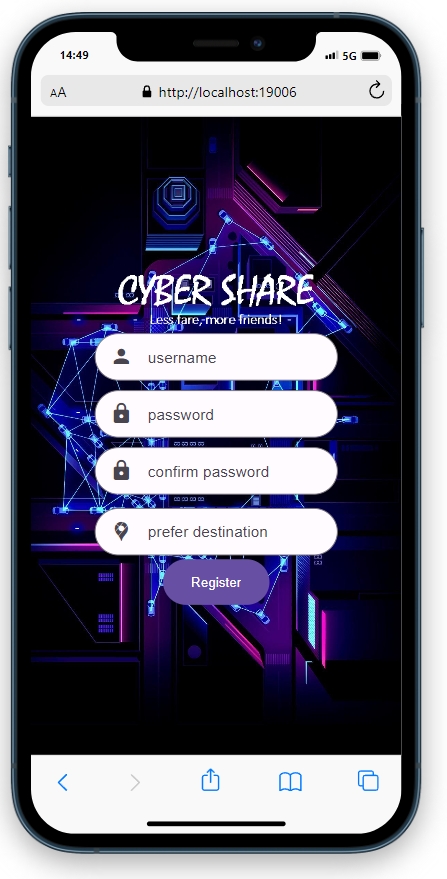 14:49
5G
AA http://localhost:19006
CYBER SHARE
Less fare, more friends!
username
password
confirm password
prefer destination
Register